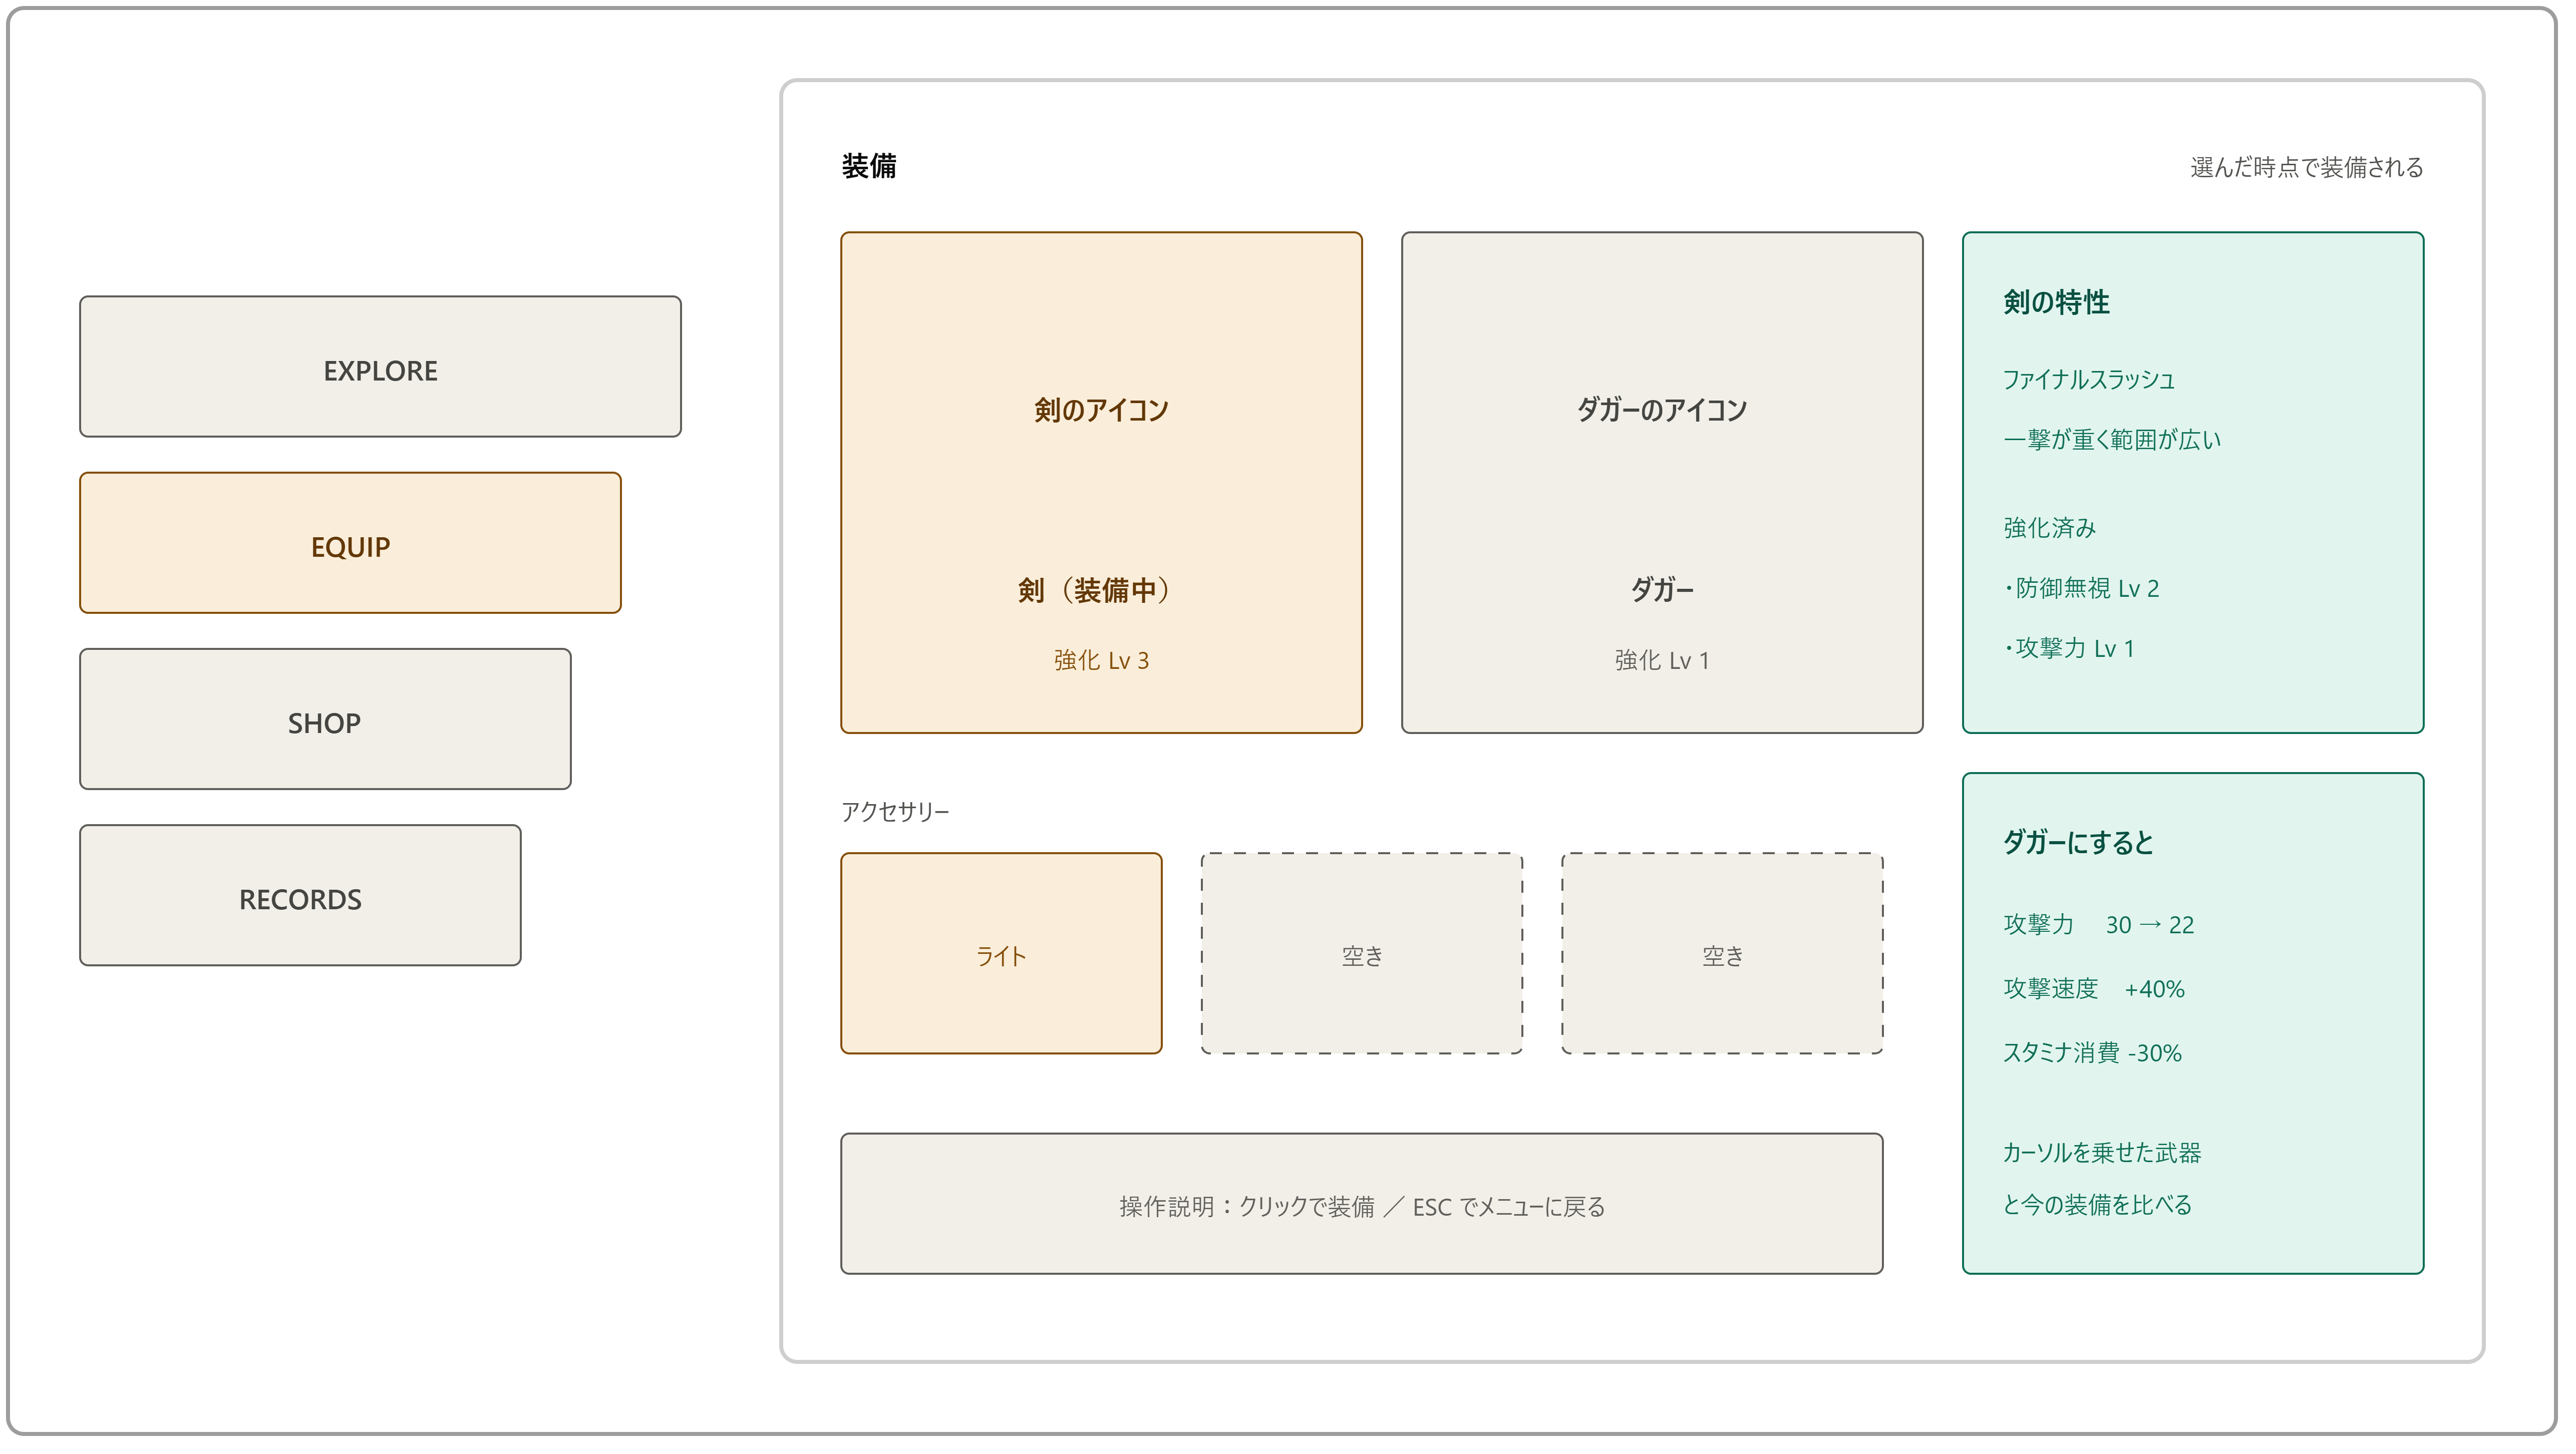 EXPLORE
EQUIP
SHOP
RECORDS
装備
選んだ時点で装備される
剣のアイコン
剣（装備中）
強化 Lv 3
ダガーのアイコン
ダガー
強化 Lv 1
剣の特性
ファイナルスラッシュ
一撃が重く範囲が広い
強化済み
・防御無視 Lv 2
・攻撃力 Lv 1
アクセサリー
ライト
空き
空き
ダガーにすると
攻撃力　30 → 22
攻撃速度　+40%
スタミナ消費 -30%
カーソルを乗せた武器
と今の装備を比べる
操作説明：クリックで装備 ／ ESC でメニューに戻る